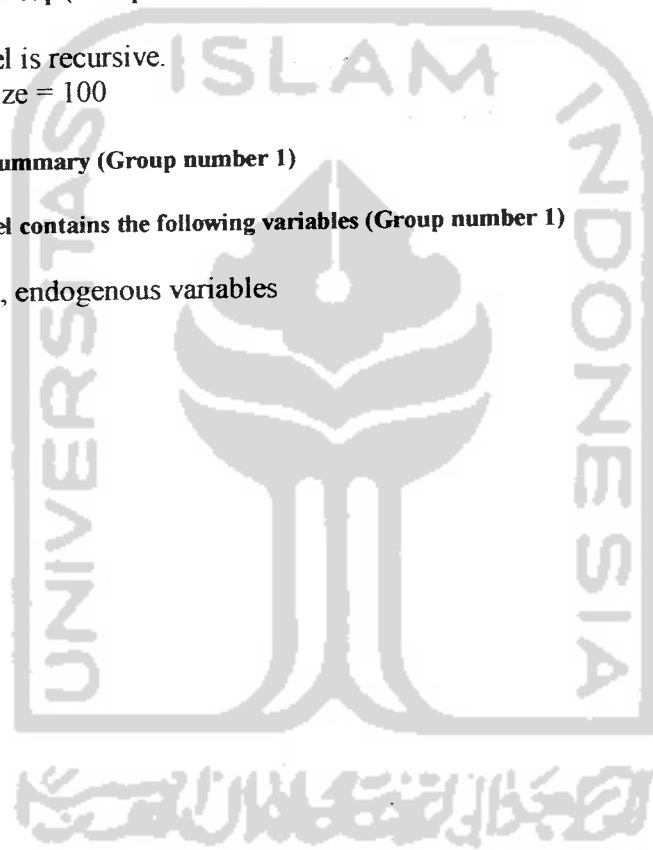 el is recursive.
ze = 100
ummary (Group number 1)
el contains the following variables (Group number 1)
, endogenous variables
ISLAM
UNIVERSITAS
INDONESIA